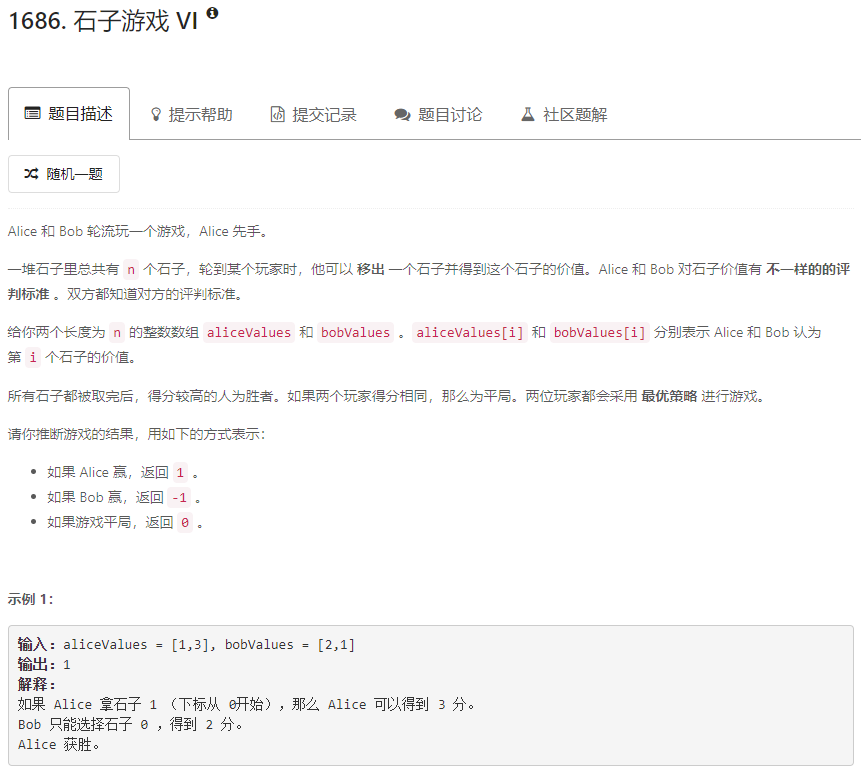 1686. 石子游戏 VI
题目描述
提示帮助
提交记录
题目讨论
社区题解
随机一题
Alice 和 Bob 轮流玩一个游戏，Alice 先手。
一堆石子里总共有 n 个石子，轮到某个玩家时，他可以 移出 一个石子并得到这个石子的价值。Alice 和 Bob 对石子价值有 不一样的的评
判标准 。双方都知道对方的评判标准。
给你两个长度为 n 的整数数组 aliceValues 和 bobValues 。aliceValues[i] 和 bobValues[i] 分别表示 Alice 和 Bob 认为
第 i 个石子的价值。
所有石子都被取完后，得分较高的人为胜者。如果两个玩家得分相同，那么为平局。两位玩家都会采用 最优策略 进行游戏。
请你推断游戏的结果，用如下的方式表示：
• 如果 Alice 赢，返回 1 。
• 如果 Bob 赢，返回 -1 。
• 如果游戏平局，返回 0 。
示例 1：
输入：aliceValues = [1,3], bobValues = [2,1]
输出：1
解释：
如果 Alice 拿石子 1 （下标从 0开始），那么 Alice 可以得到 3 分。
Bob 只能选择石子 0 ，得到 2 分。
Alice 获胜。